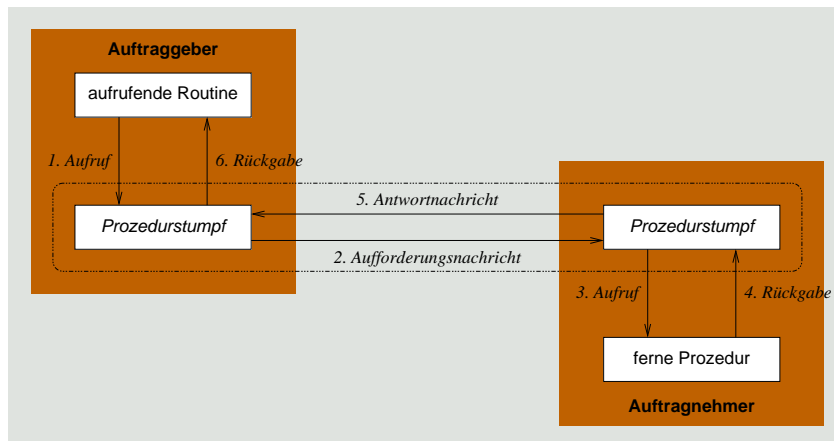 Auftraggeber
aufrufende Routine
1. Aufruf
6. Rückgabe
5. Antwortnachricht
Prozedurstumpf
Prozedurstumpf
2. Aufforderungsnachricht
3. Aufruf
4. Rückgabe
ferne Prozedur
Auftragnehmer